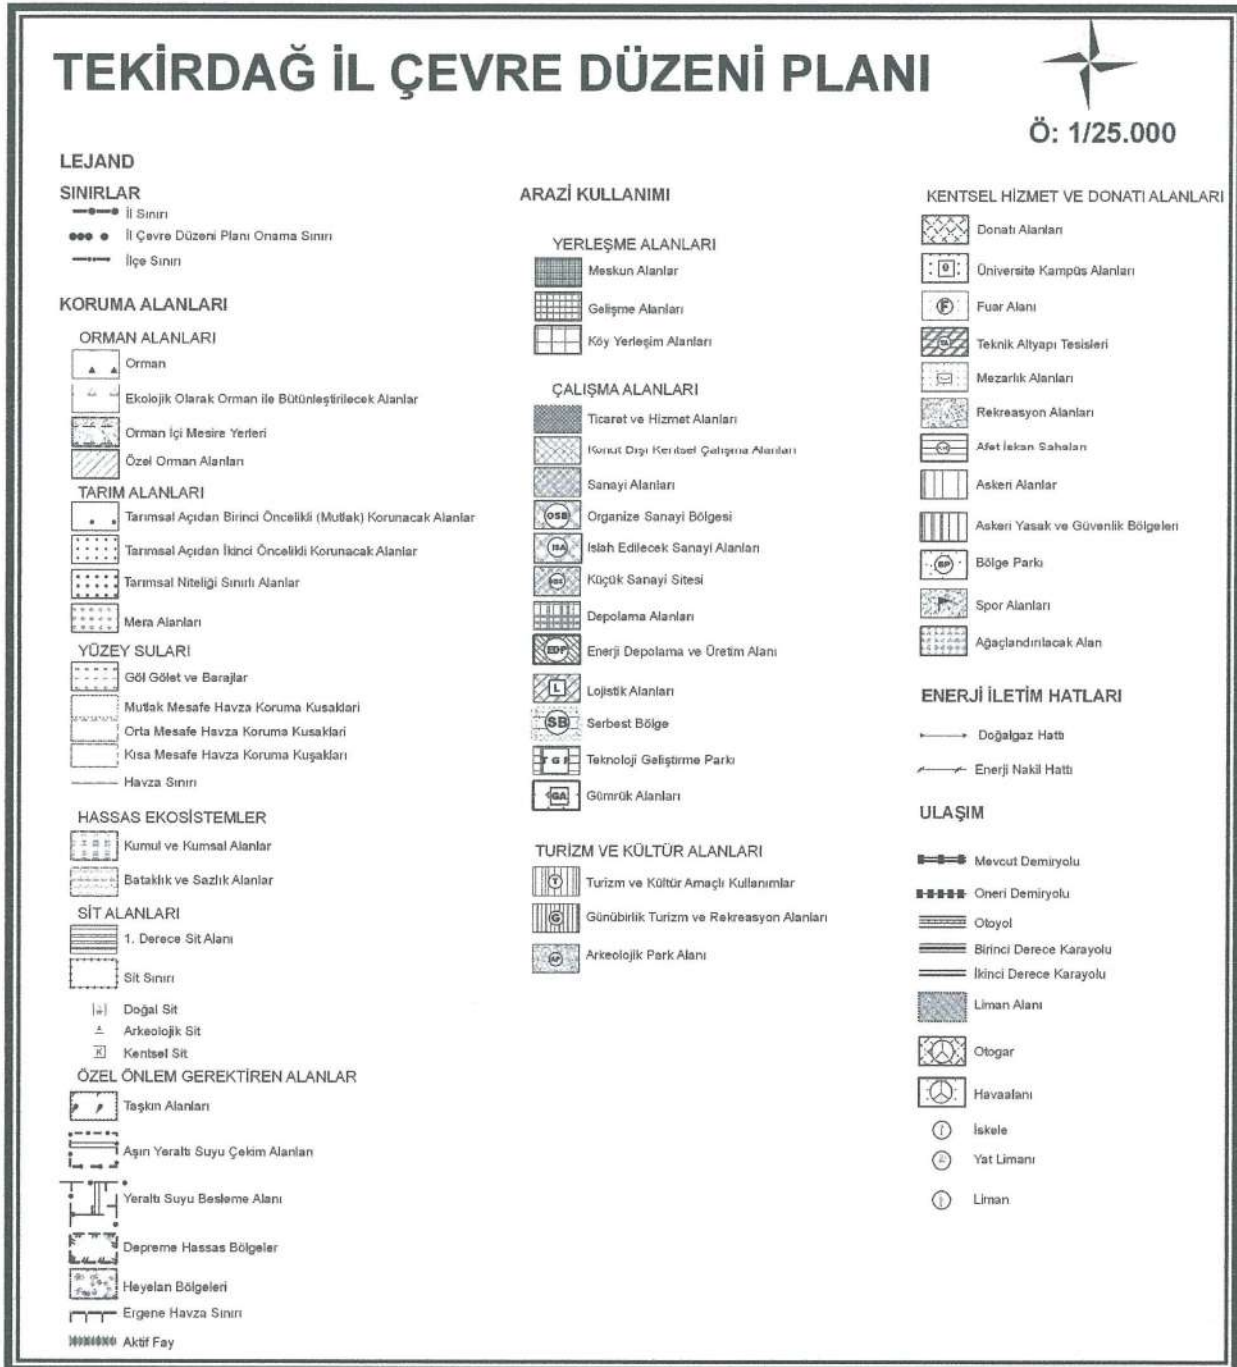 TEKİRDAĞ İL ÇEVRE DÜZENİ PLANI
Ö: 1/25.000
LEJAND
SINIRLAR
İl Sınırı
İl Çevre Düzeni Planı Onama Sınırı
İlçe Sınırı
KORUMA ALANLARI
ORMAN ALANLARI
Orman
Ekolojik Olarak Orman ile Bütünleştirilecek Alanlar
Orman İçi Mesire Yerleri
Özel Orman Alanları
TARIM ALANLARI
Tarımsal Açıdan Birinci Öncelikli (Mutlak) Korunacak Alanlar
Tarımsal Açıdan İkinci Öncelikli Korunacak Alanlar
Tarımsal Niteliği Sınırlı Alanlar
Mera Alanları
YÜZEY SULARI
Göl Gölet ve Barajlar
Mutlak Mesafe Havza Koruma Kusaklari
Orta Mesafe Havza Koruma Kusaklari
Kısa Mesafe Havza Koruma Kuşakları
Havza Sınırı
HASSAS EKOSİSTEMLER
Kumul ve Kumsal Alanlar
Bataklık ve Sazlık Alanlar
SİT ALANLARI
1. Derece Sit Alanı
Sit Sınırı
Doğal Sit
Arkeolojik Sit
K Kentsel Sit
ÖZEL ÖNLEM GEREKTİREN ALANLAR
Taşkın Alanları
Aşırı Yeraltı Suyu Çekim Alanları
Yeraltı Suyu Besleme Alanı
Depreme Hassas Bölgeler
Heyelan Bölgeleri
Ergene Havza Sınırı
Aktif Fay
ARAZİ KULLANIMI
YERLEŞME ALANLARI
Meskun Alanlar
Gelişme Alanları
Köy Yerleşim Alanları
ÇALIŞMA ALANLARI
Ticaret ve Hizmet Alanları
Konut Dışı Kentsel Çalışma Alanları
Sanayi Alanları
OSB Organize Sanayi Bölgesi
ISA Islah Edilecek Sanayi Alanları
Küçük Sanayi Sitesi
Depolama Alanları
EDP Enerji Depolama ve Üretim Alanı
L Lojistik Alanları
SB Serbest Bölge
T G P Teknoloji Geliştirme Parkı
GA Gümrük Alanları
TURİZM VE KÜLTÜR ALANLARI
T Turizm ve Kültür Amaçlı Kullanımlar
G Günübirlik Turizm ve Rekreasyon Alanları
AP Arkeolojik Park Alanı
KENTSEL HİZMET VE DONATI ALANLARI
Donatı Alanları
Üniversite Kampüs Alanları
F Fuar Alanı
TA Teknik Altyapı Tesisleri
Mezarlık Alanları
Rekreasyon Alanları
Afet İskan Sahaları
Askeri Alanlar
Askeri Yasak ve Güvenlik Bölgeleri
BP Bölge Parkı
Spor Alanları
Ağaçlandırılacak Alan
ENERJİ İLETİM HATLARI
Doğalgaz Hattı
Enerji Nakil Hattı
ULAŞIM
Mevcut Demiryolu
Oneri Demiryolu
Otoyol
Birinci Derece Karayolu
İkinci Derece Karayolu
Liman Alanı
Otogar
Havaalanı
İskele
Yat Limanı
Liman